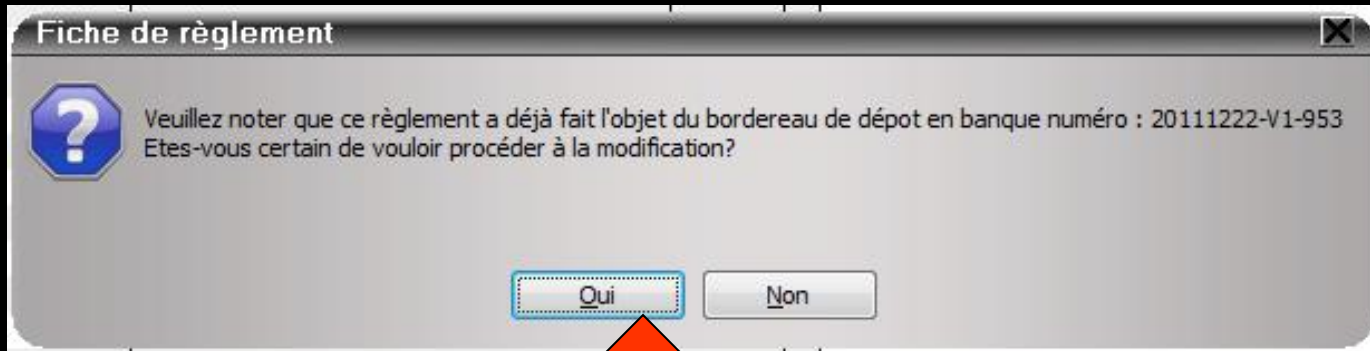 Fiche de règlement
Veuillez noter que ce règlement a déjà fait l'objet du bordereau de dépot en banque numéro : 20111222-V1-953
Etes-vous certain de vouloir procéder à la modification?
Oui
Non